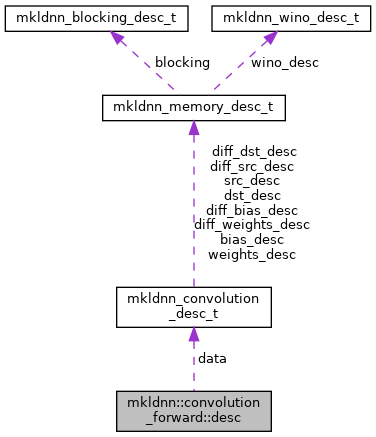 mkldnn_blocking_desc_t
mkldnn_wino_desc_t
blocking
wino_desc
mkldnn_memory_desc_t
diff_dst_desc
diff_src_desc
src_desc
dst_desc
diff_bias_desc
diff_weights_desc
bias_desc
weights_desc
mkldnn_convolution
_desc_t
data
mkldnn::convolution
_forward::desc